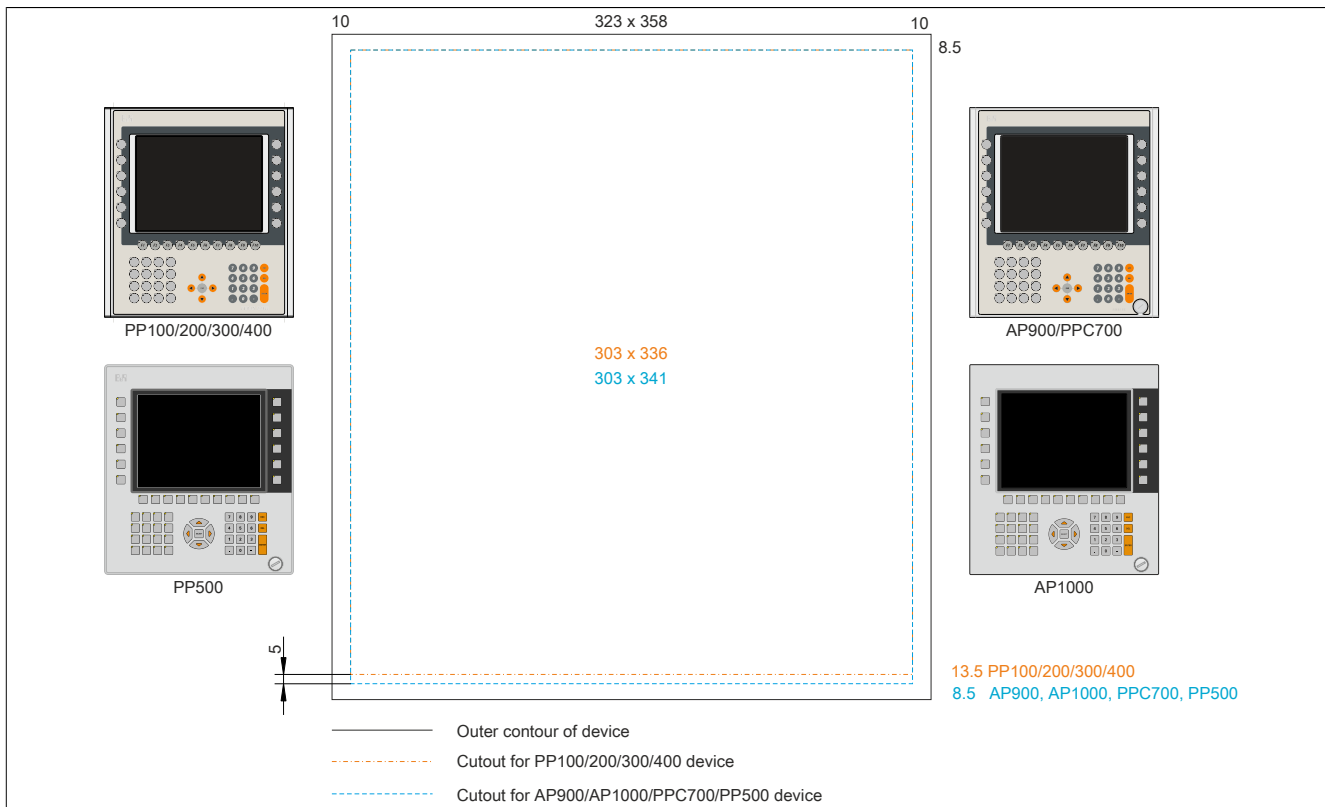 10
323 x 358
10
8.5
PP100/200/300/400
AP900/PPC700
303 x 336
303 x 341
PP500
AP1000
5
13.5 PP100/200/300/400
8.5 AP900, AP1000, PPC700, PP500
Outer contour of device
Cutout for PP100/200/300/400 device
Cutout for AP900/AP1000/PPC700/PP500 device